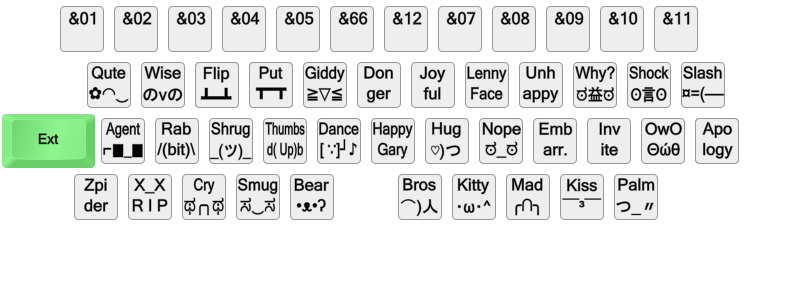 &01 &02 &03 &04 &05 &66 &12 &07 &08 &09 &10 &11
Qute Wise Flip Put Giddy Don Joy Lenny Unh Why? Shock Slash
✿◠‿ のvの ┻━┻ ┳━┳ ≧▽≦ ger ful Face appy ಠ益ಠ ʘ言ʘ ¤=(—
Ext
Agent Rab Shrug Thumbs Dance Happy Hug Nope Emb Inv OwO Apo
⌐■_■ /(bit)\ _(ツ)_ d( Up)b [ ∵]┘♪ Gary ♡)つ ಠ_ಠ arr. ite Θώθ logy
Zpi X_X Cry Smug Bear Bros Kitty Mad Kiss Palm
der R I P ಥ╭╮ಥ ಸ‿ಸ •ᴥ•ʔ ⌒)人 ･ω･^ ╭∩╮ ￣³￣ つ_〃